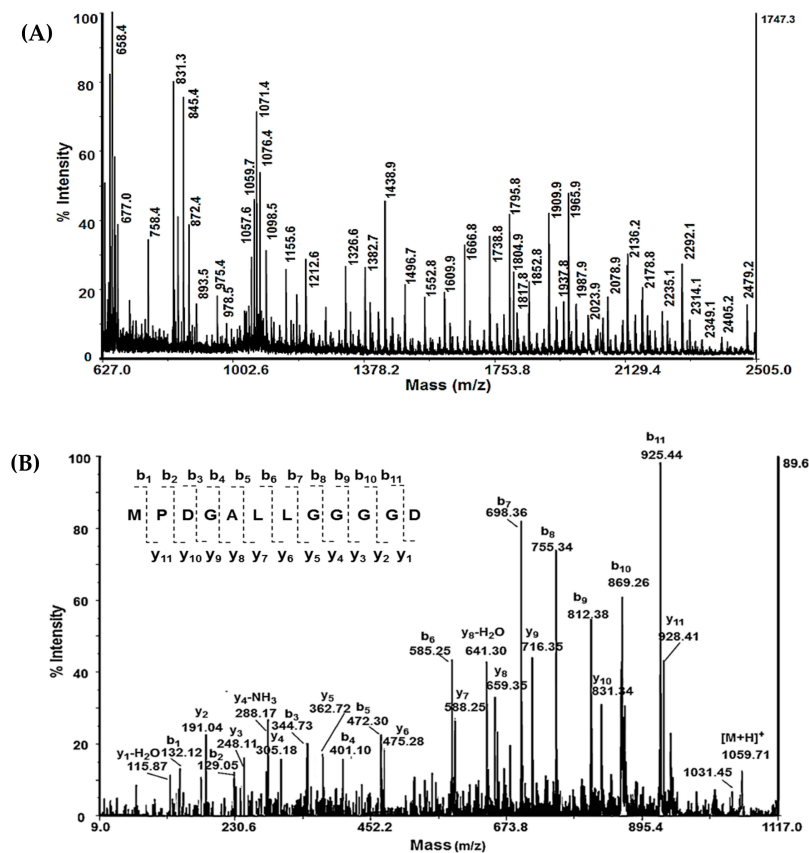 (A)
1747.3
100
80
60
40
20
0
% Intensity
658.4
677.0
758.4
831.3
845.4
872.4
893.5
975.4
978.5
1057.6
1059.7
1071.4
1076.4
1098.5
1155.6
1212.6
1326.6
1382.7
1438.9
1496.7
1552.8
1609.9
1666.8
1738.8
1795.8
1804.9
1817.8
1852.8
1909.9
1937.8
1965.9
1987.9
2023.9
2078.9
2136.2
2178.8
2235.1
2292.1
2314.1
2349.1
2405.2
2479.2
627.0 1002.6 1378.2 1753.8 2129.4 2505.0
Mass (m/z)
(B)
89.6
100
80
60
40
20
0
% Intensity
b1 b2 b3 b4 b5 b6 b7 b8 b9 b10 b11
M P D G A L L G G G G D
y11 y10 y9 y8 y7 y6 y5 y4 y3 y2 y1
y1-H2O
115.87
b1
132.12
y2
191.04
b2
129.05
y3
248.11
y4-NH3
288.17
y4
305.18
b3
344.73
y5
362.72
b4
401.10
b5
472.30
y6
475.28
b6
585.25
y7
588.25
y8-H2O
641.30
y8
659.35
b7
698.36
y9
716.35
b8
755.34
b9
812.38
y10
831.34
b10
869.26
b11
925.44
y11
928.41
1031.45
[M+H]+
1059.71
9.0 230.6 452.2 673.8 895.4 1117.0
Mass (m/z)